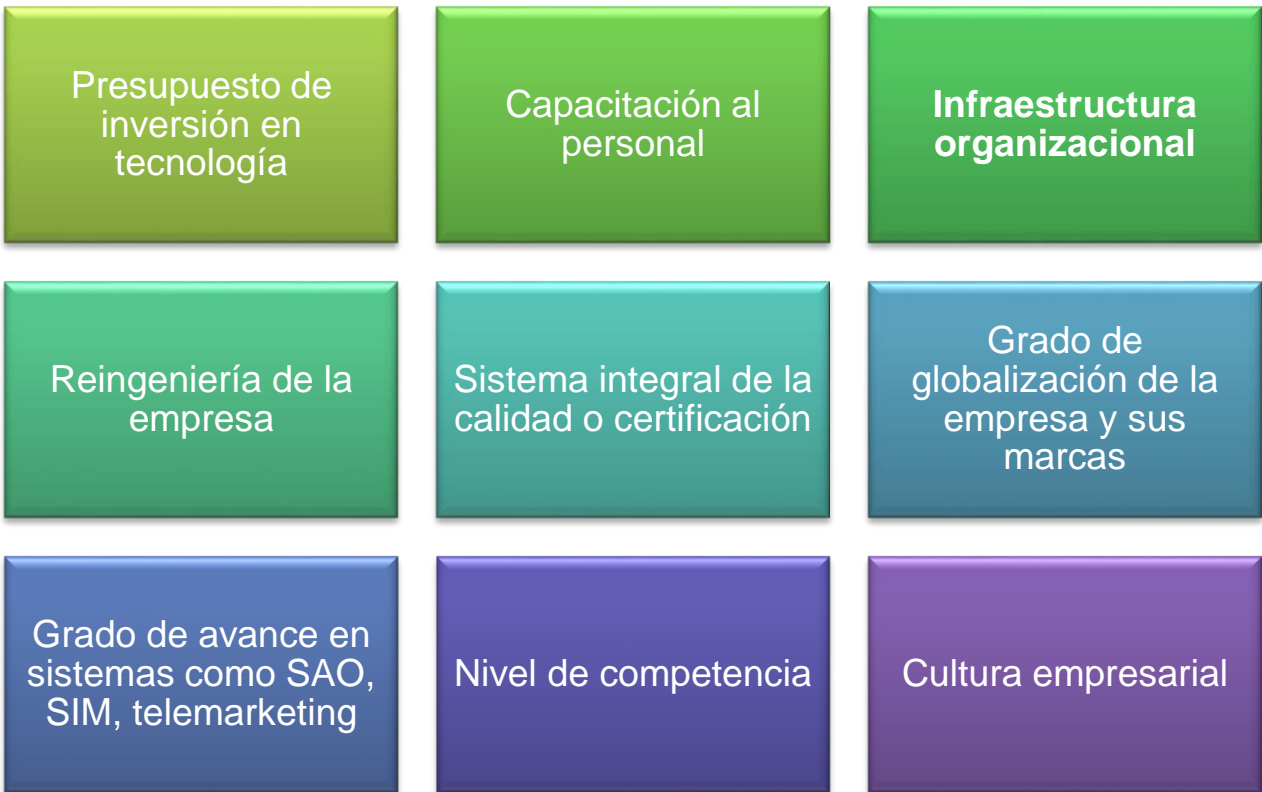 Presupuesto de
inversión en
tecnología
Capacitación al
personal
Infraestructura
organizacional
Reingeniería de la
empresa
Sistema integral de la
calidad o certificación
Grado de
globalización de la
empresa y sus
marcas
Grado de avance en
sistemas como SAO,
SIM, telemarketing
Nivel de competencia
Cultura empresarial